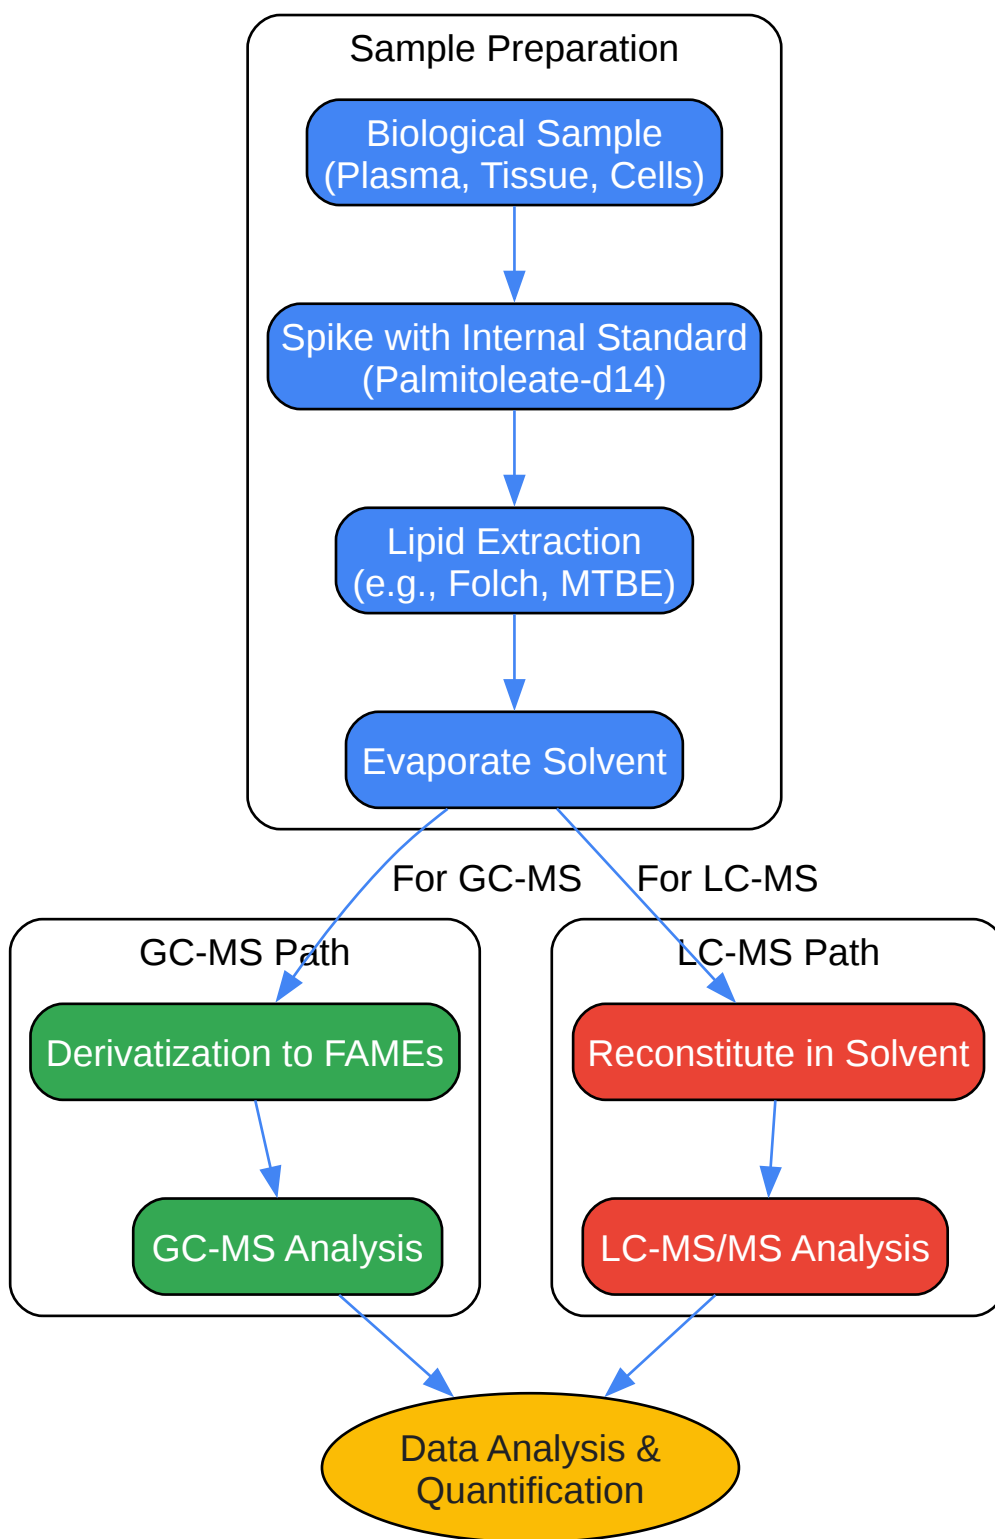 Sample Preparation
Biological Sample
(Plasma, Tissue, Cells)
Spike with Internal Standard
(Palmitoleate-d14)
Lipid Extraction
(e.g., Folch, MTBE)
Evaporate Solvent
For GC-MS
For LC-MS
GC-MS Path
Derivatization to FAMEs
GC-MS Analysis
LC-MS Path
Reconstitute in Solvent
LC-MS/MS Analysis
Data Analysis &
Quantification